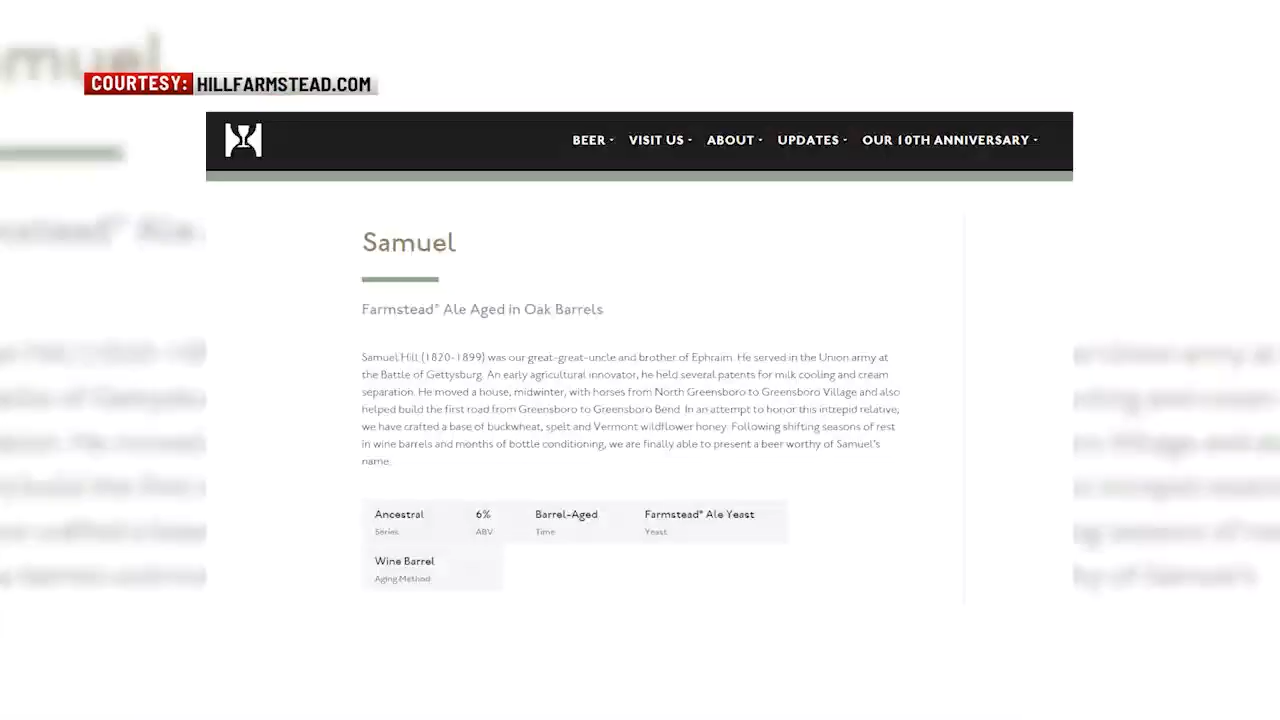 COURTESY: HILLFARMSTEAD.COM
BEER VISIT US ABOUT UPDATES OUR 10TH ANNIVERSARY
Samuel
Farmstead® Ale Aged in Oak Barrels
Samuel Hill (1820-1899) was our great-great-uncle and brother of Ephraim. He served in the Union army at
the Battle of Gettysburg. An early agricultural innovator, he held several patents for milk cooling and cream
separation. He moved a house, midwinter, with horses from North Greensboro to Greensboro Village and also
helped build the first road from Greensboro to Greensboro Bend. In an attempt to honor this intrepid relative,
we have crafted a base of buckwheat, spelt and Vermont wildflower honey. Following shifting seasons of rest
in wine barrels and months of bottle conditioning, we are finally able to present a beer worthy of Samuel's
name.
Ancestral 6% Barrel-Aged Farmstead® Ale Yeast
Series ABV Time Yeast
Wine Barrel
Aging Method